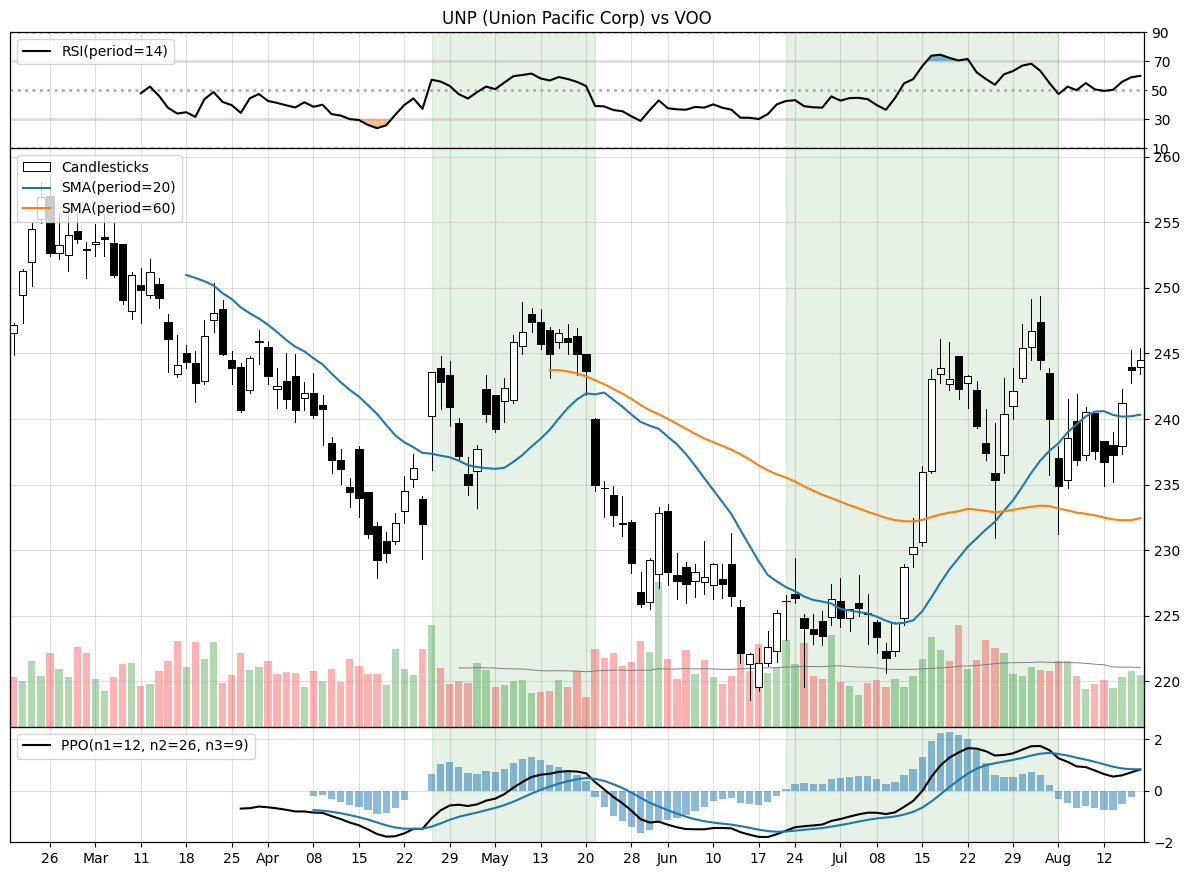 UNP (Union Pacific Corp) vs VOO
RSI(period=14)
90
70
50
30
10
Candlesticks
SMA(period=20)
SMA(period=60)
260
255
250
245
240
235
230
225
220
PPO(n1=12, n2=26, n3=9)
2
0
−2
26 Mar 11 18 25 Apr 08 15 22 29 May 13 20 28 Jun 10 17 24 Jul 08 15 22 29 Aug 12